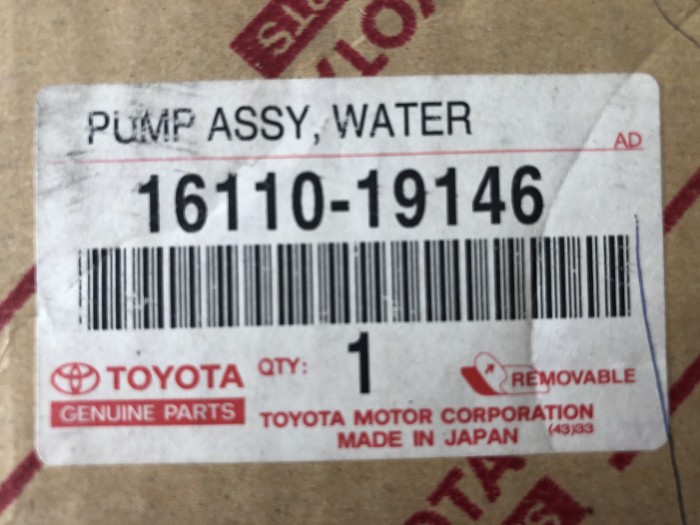 PUMP ASSY, WATER
AD
16110-19146
TOYOTA
GENUINE PARTS
QTY: 1
REMOVABLE
TOYOTA MOTOR CORPORATION
MADE IN JAPAN
(43)33